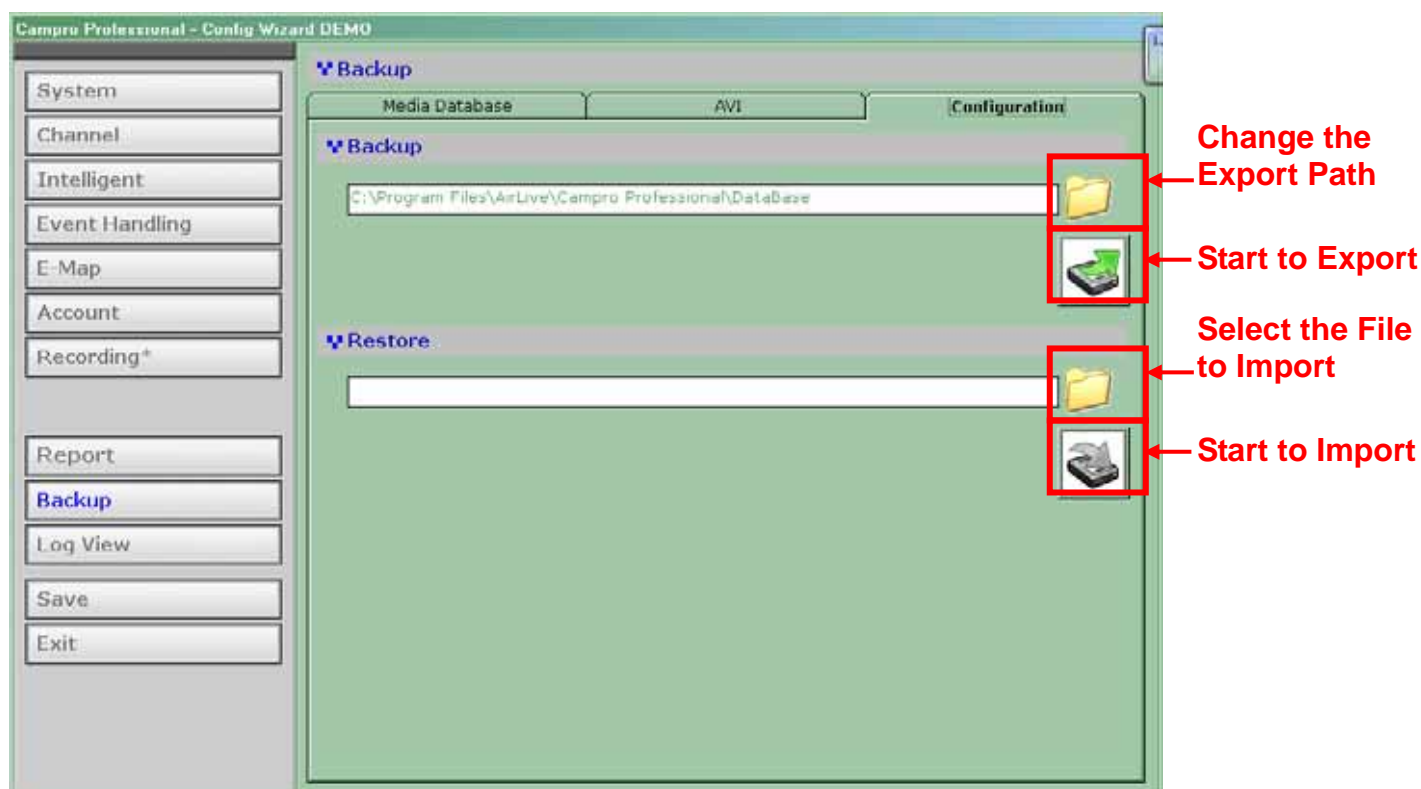 Campro Professional - Config Wizard DEMO
System
Channel
Intelligent
Event Handling
E-Map
Account
Recording*
Report
Backup
Log View
Save
Exit
Backup
Media Database
AVI
Configuration
Backup
C:\Program Files\AirLive\Campro Professional\DataBase
Restore
Change the
Export Path
Start to Export
Select the File
to Import
Start to Import